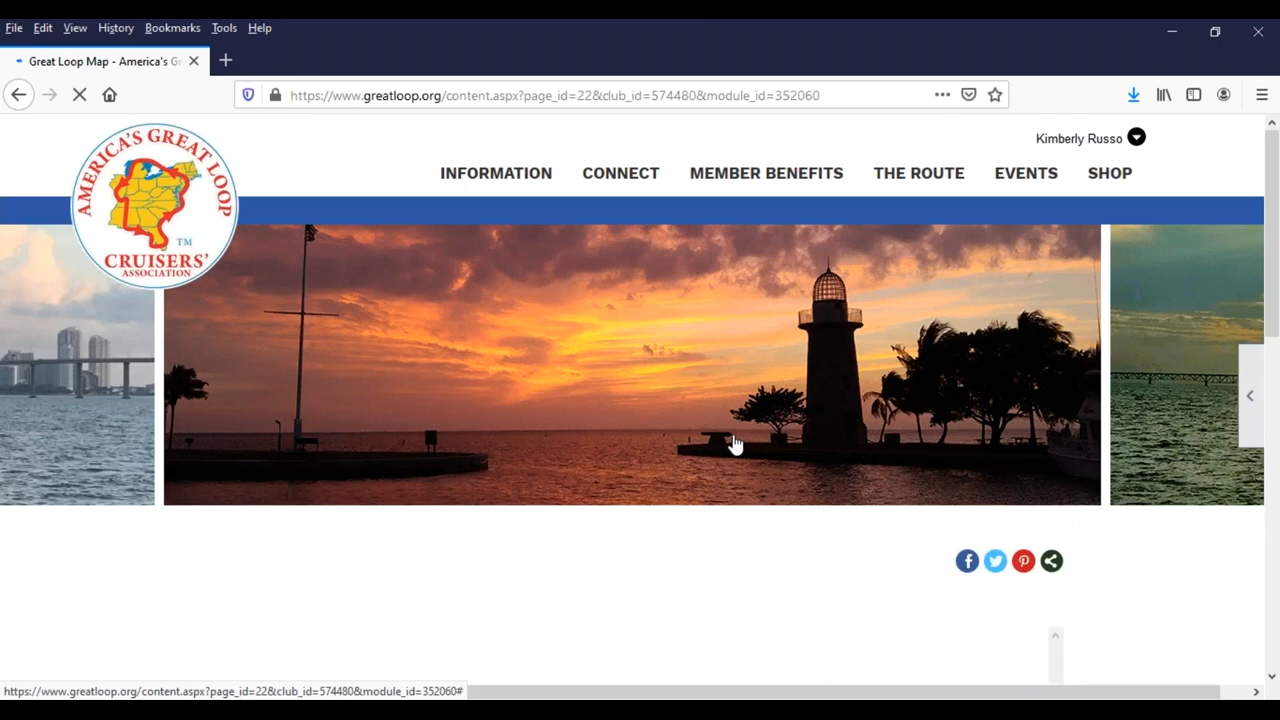 File Edit View History Bookmarks Tools Help
Great Loop Map - America's Gr
https://www.greatloop.org/content.aspx?page_id=22&club_id=574480&module_id=352060
Kimberly Russo
AMERICA'S GREAT LOOP
TM
CRUISERS'
ASSOCIATION
INFORMATION CONNECT MEMBER BENEFITS THE ROUTE EVENTS SHOP
https://www.greatloop.org/content.aspx?page_id=22&club_id=574480&module_id=352060#